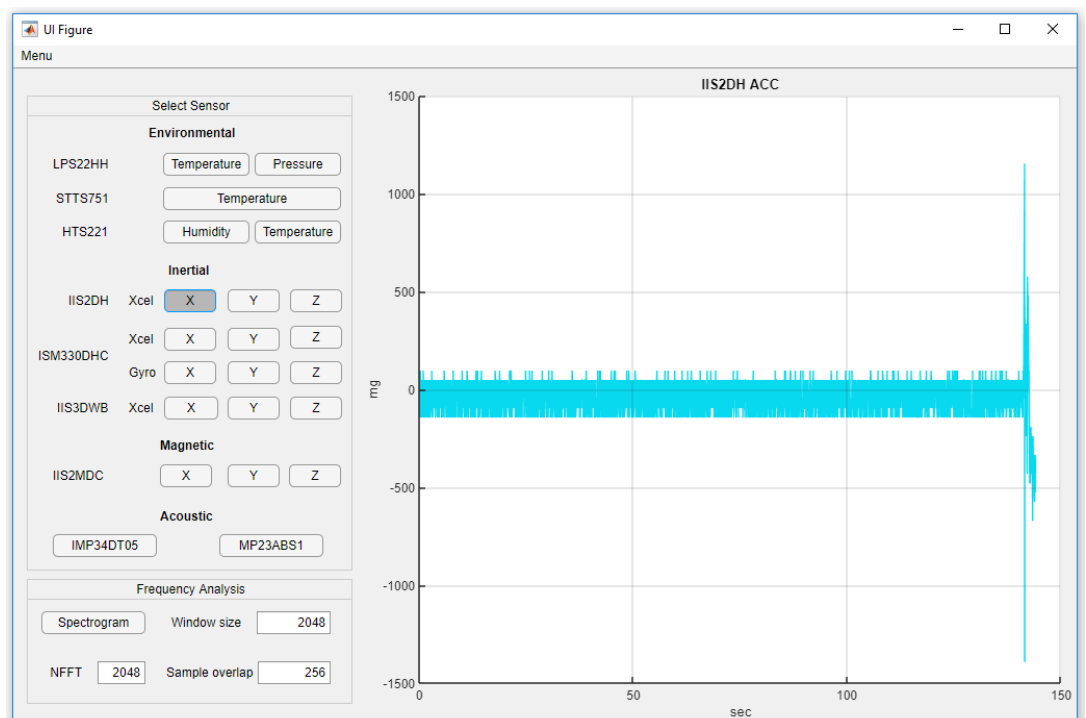 UI Figure
Menu
Select Sensor
Environmental
LPS22HH Temperature Pressure
STTS751 Temperature
HTS221 Humidity Temperature
Inertial
IIS2DH Xcel X Y Z
ISM330DHC Xcel X Y Z
Gyro X Y Z
IIS3DWB Xcel X Y Z
Magnetic
IIS2MDC X Y Z
Acoustic
IMP34DT05 MP23ABS1
Frequency Analysis
Spectrogram Window size 2048
NFFT 2048 Sample overlap 256
IIS2DH ACC
1500
1000
500
0
-500
-1000
-1500
mg
0 50 100 150
sec